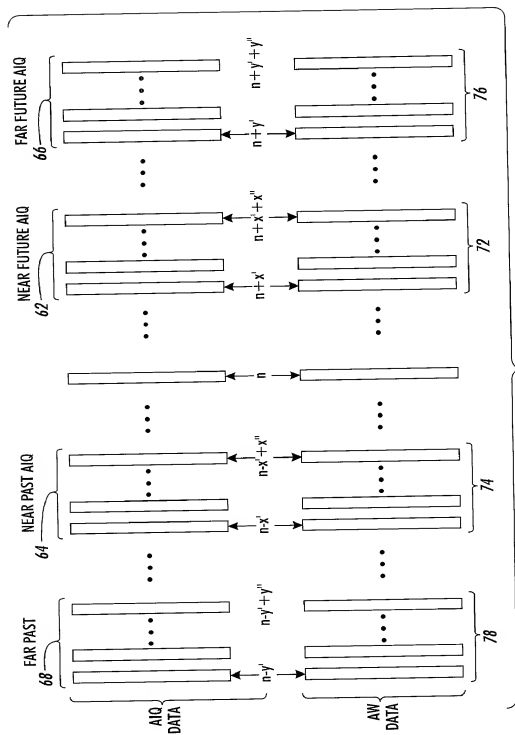 FAR PAST
68
NEAR PAST AIQ
64
NEAR FUTURE AIQ
62
FAR FUTURE AIQ
66
AIQ
DATA
n-y'
n-y'+y"
n-x'
n-x'+x"
n
n+x'
n+x'+x"
n+y'
n+y'+y"
AW
DATA
78
74
72
76